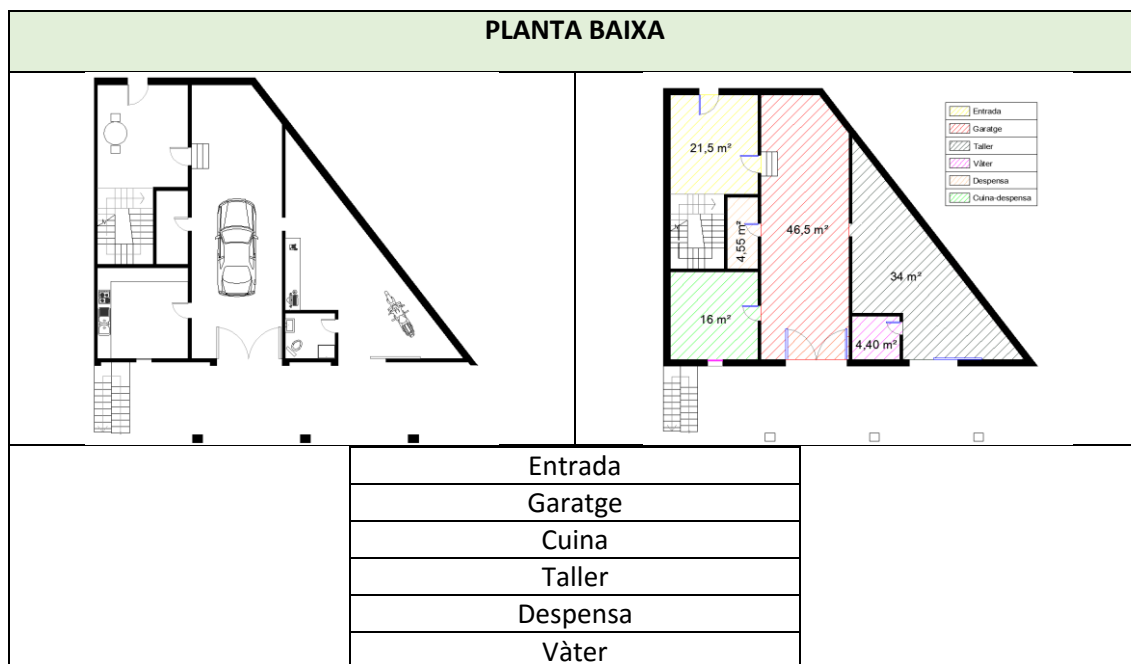 PLANTA BAIXA
21,5 m²
4,55 m²
46,5 m²
34 m²
16 m²
4,40 m²
Entrada
Garatge
Taller
Vàter
Despensa
Cuina-despensa
Entrada
Garatge
Cuina
Taller
Despensa
Vàter